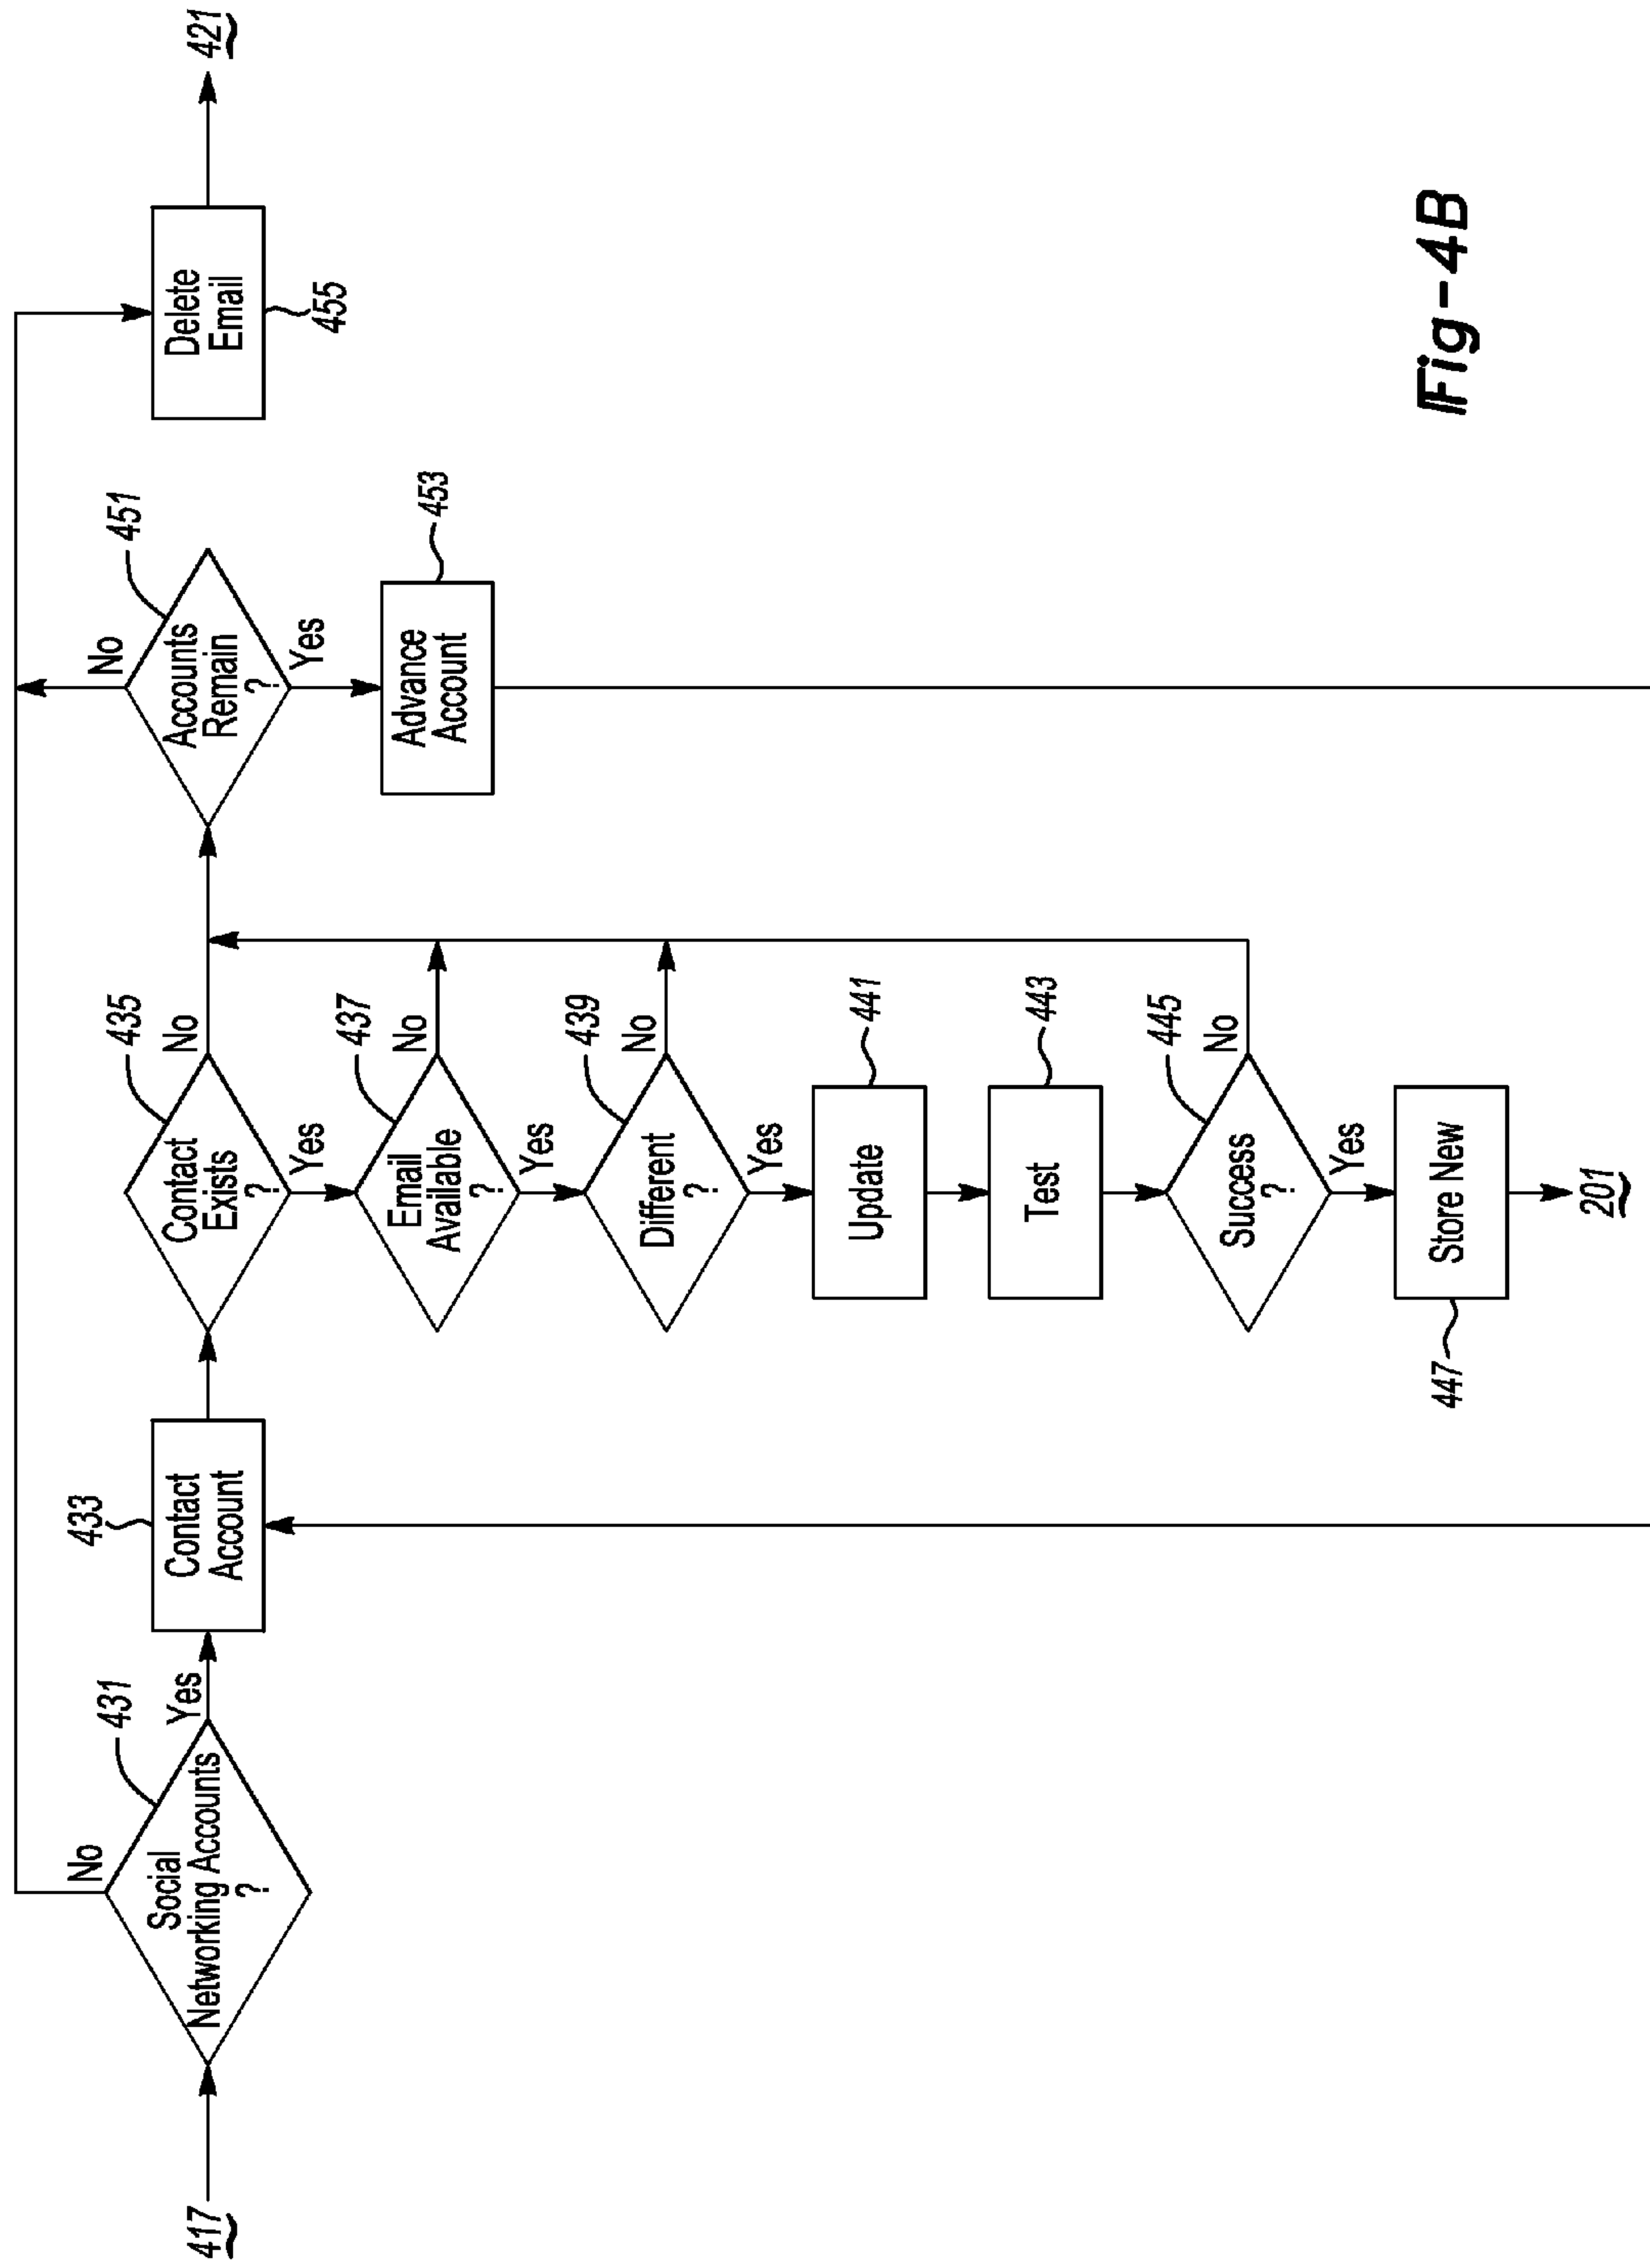 417
431
Social
Networking Accounts
?
No
Yes
433
Contact
Account
435
Contact
Exists
?
No
Yes
437
Email
Available
?
No
Yes
439
Different
?
No
Yes
441
Update
443
Test
445
Success
?
No
Yes
447
Store New
201
451
Accounts
Remain
?
No
Yes
453
Advance
Account
Delete
Email
455
421
Fig-4B